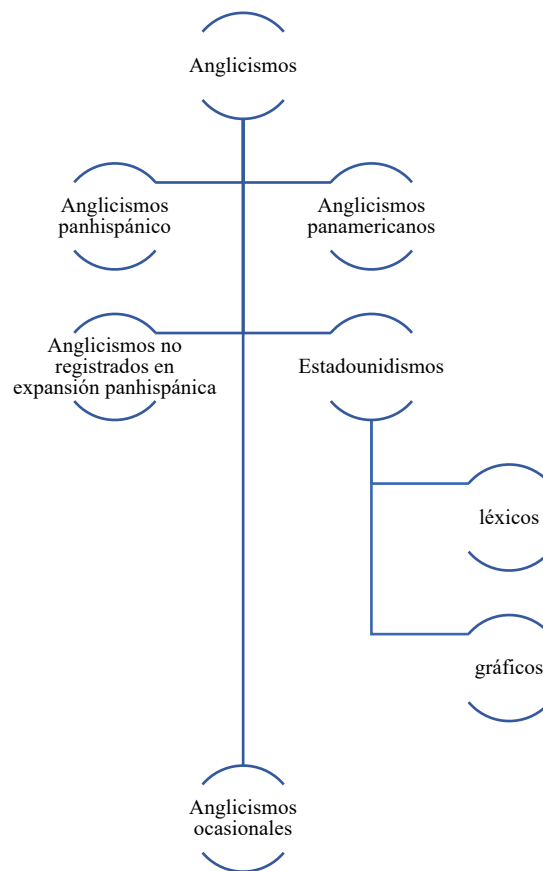 Anglicismos
Anglicismos
panhispánico
Anglicismos
panamericanos
Anglicismos no
registrados en
expansión panhispánica
Estadounidismos
léxicos
gráficos
Anglicismos
ocasionales